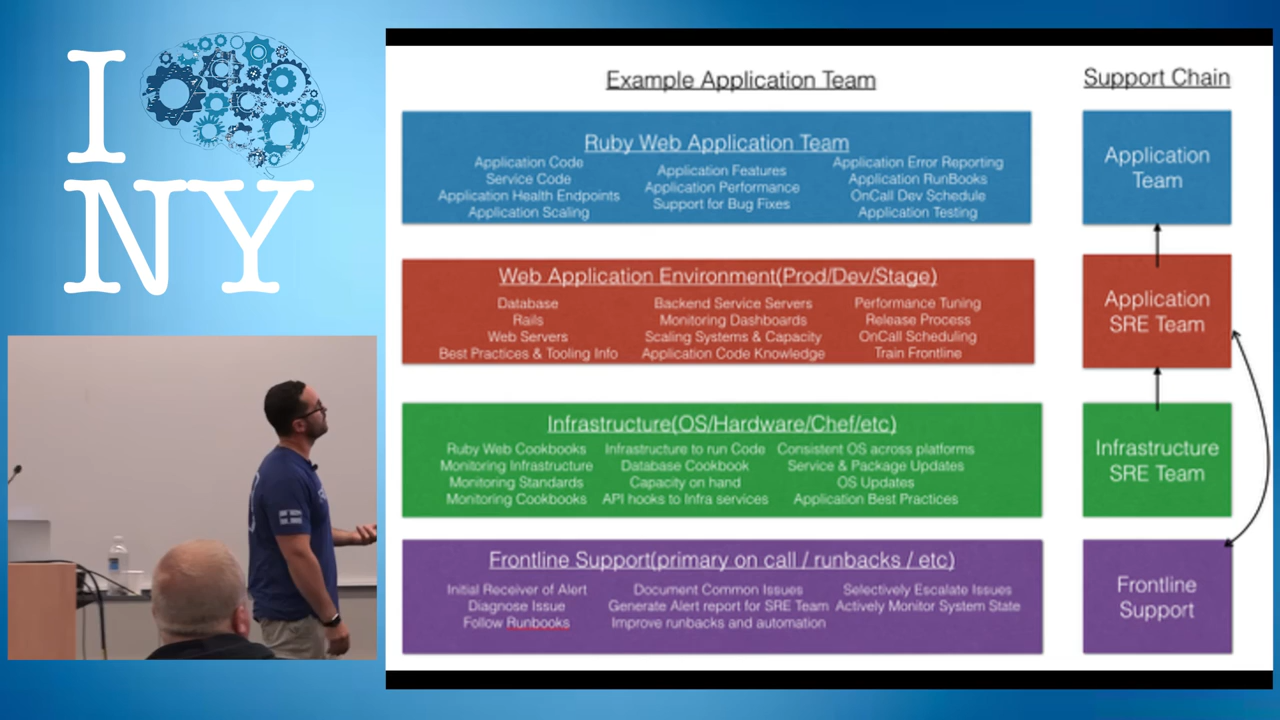 I
NY
Example Application Team
Support Chain
Ruby Web Application Team
Application Code
Service Code
Application Health Endpoints
Application Scaling
Application Features
Application Performance
Support for Bug Fixes
Application Error Reporting
Application RunBooks
OnCall Dev Schedule
Application Testing
Application
Team
Web Application Environment(Prod/Dev/Stage)
Database
Rails
Web Servers
Best Practices & Tooling Info
Backend Service Servers
Monitoring Dashboards
Scaling Systems & Capacity
Application Code Knowledge
Performance Tuning
Release Process
OnCall Scheduling
Train Frontline
Application
SRE Team
Infrastructure(OS/Hardware/Chef/etc)
Ruby Web Cookbooks
Monitoring Infrastructure
Monitoring Standards
Monitoring Cookbooks
Infrastructure to run Code
Database Cookbook
Capacity on hand
API hooks to Infra services
Consistent OS across platforms
Service & Package Updates
OS Updates
Application Best Practices
Infrastructure
SRE Team
Frontline Support(primary on call / runbacks / etc)
Initial Receiver of Alert
Diagnose Issue
Follow Runbooks
Document Common Issues
Generate Alert report for SRE Team
Improve runbacks and automation
Selectively Escalate Issues
Actively Monitor System State
Frontline
Support